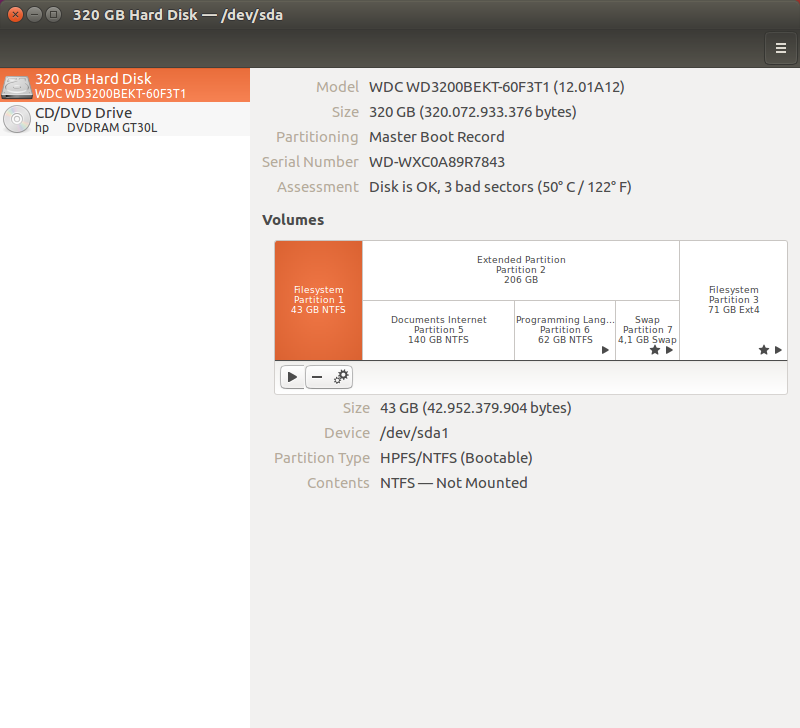 320 GB Hard Disk — /dev/sda
320 GB Hard Disk
WDC WD3200BEKT-60F3T1
CD/DVD Drive
hp DVDRAM GT30L
Model WDC WD3200BEKT-60F3T1 (12.01A12)
Size 320 GB (320.072.933.376 bytes)
Partitioning Master Boot Record
Serial Number WD-WXC0A89R7843
Assessment Disk is OK, 3 bad sectors (50° C / 122° F)
Volumes
Filesystem
Partition 1
43 GB NTFS
Extended Partition
Partition 2
206 GB
Documents Internet
Partition 5
140 GB NTFS
Programming Lang...
Partition 6
62 GB NTFS
Swap
Partition 7
4,1 GB Swap
Filesystem
Partition 3
71 GB Ext4
Size 43 GB (42.952.379.904 bytes)
Device /dev/sda1
Partition Type HPFS/NTFS (Bootable)
Contents NTFS — Not Mounted